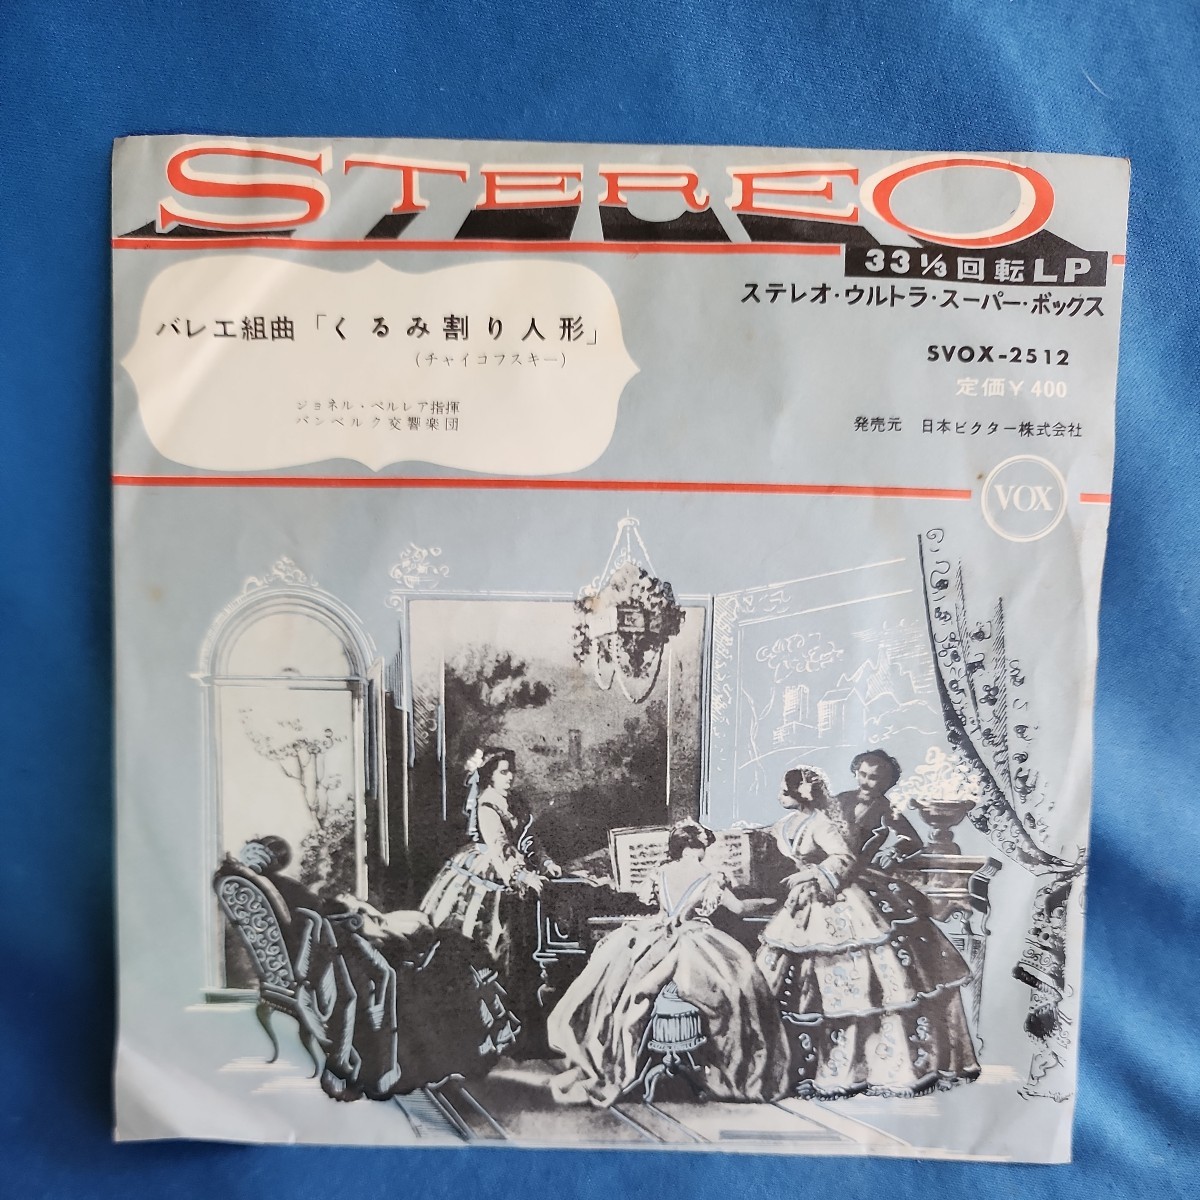 STEREO
33 1/3 回転 LP
ステレオ・ウルトラ・スーパー・ボックス
バレエ組曲「くるみ割り人形」
(チャイコフスキー)
ジョネル・ペルレア指揮
バンベルク交響楽団
SVOX-2512
定価¥400
発売元 日本ビクター株式会社
VOX